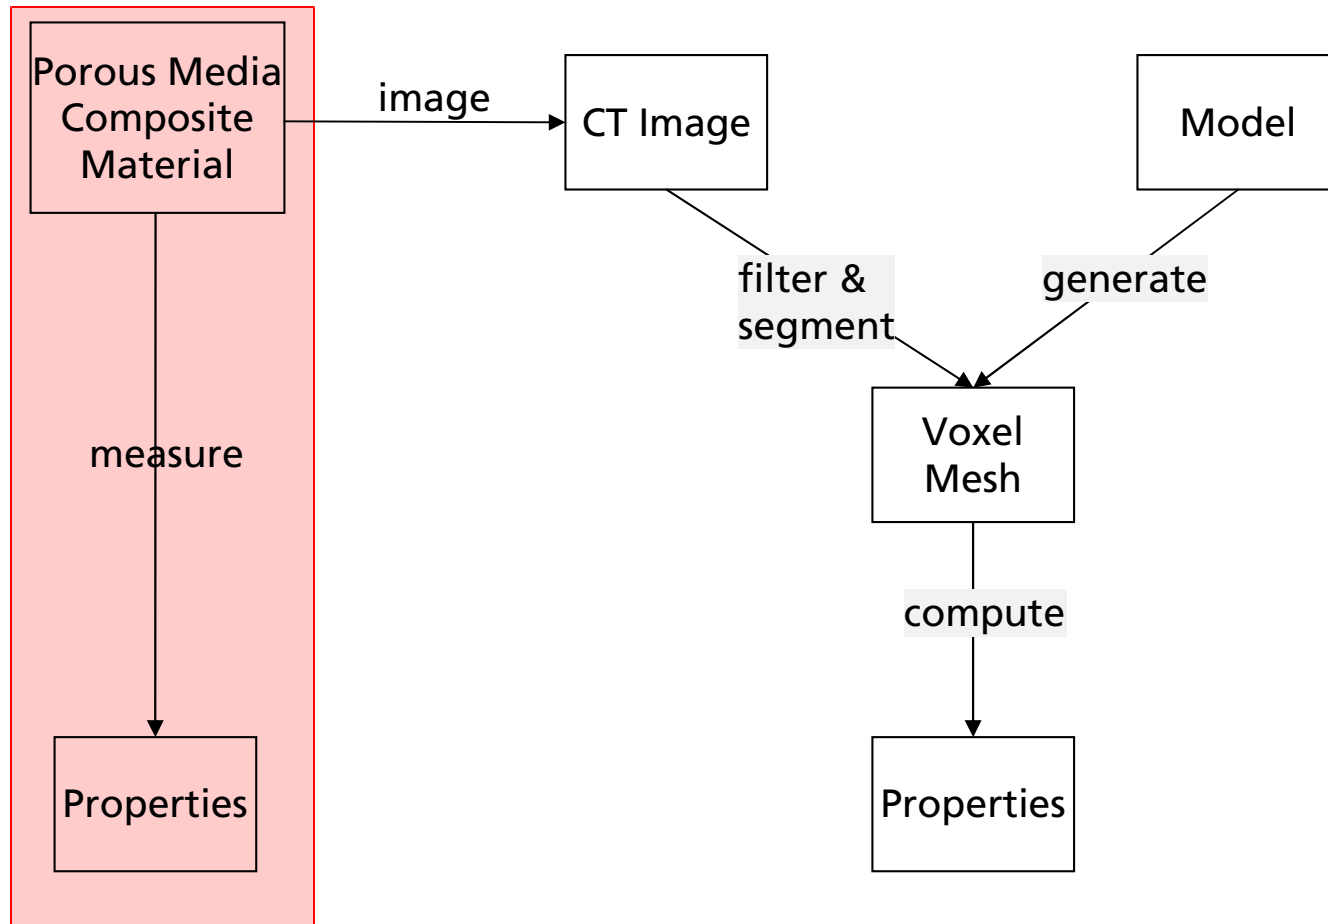 Porous Media
Composite
Material
image
CT Image
Model
filter &
segment
generate
Voxel
Mesh
measure
compute
Properties
Properties